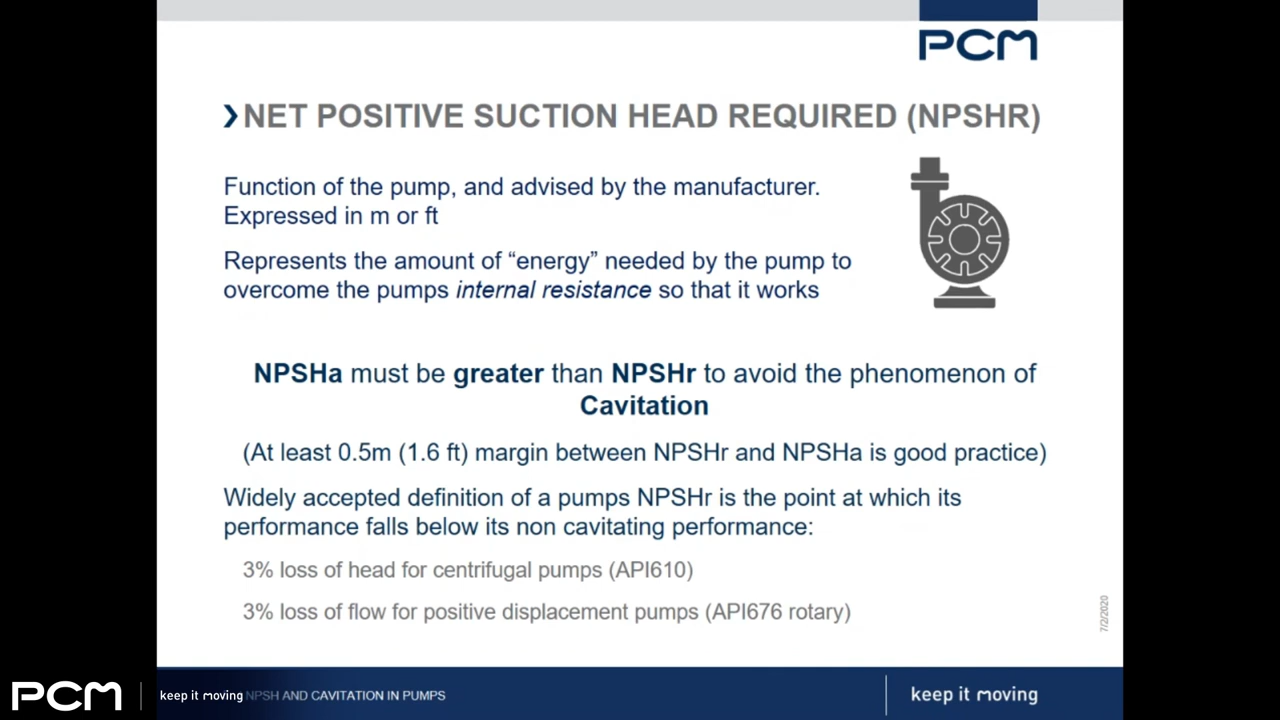 PCM
❯NET POSITIVE SUCTION HEAD REQUIRED (NPSHR)
Function of the pump, and advised by the manufacturer.
Expressed in m or ft
Represents the amount of “energy” needed by the pump to
overcome the pumps internal resistance so that it works
NPSHa must be greater than NPSHr to avoid the phenomenon of
Cavitation
(At least 0.5m (1.6 ft) margin between NPSHr and NPSHa is good practice)
Widely accepted definition of a pumps NPSHr is the point at which its
performance falls below its non cavitating performance:
3% loss of head for centrifugal pumps (API610)
3% loss of flow for positive displacement pumps (API676 rotary)
7/2/2020
PCM
keep it moving
NPSH AND CAVITATION IN PUMPS
keep it moving